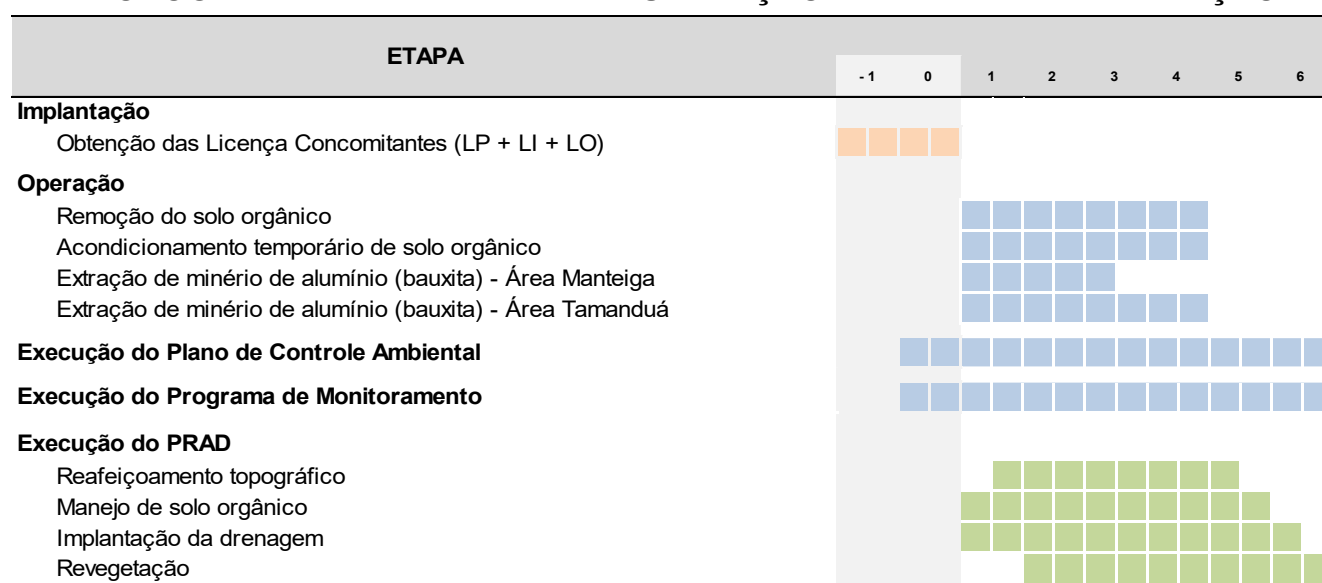 ETAPA
- 1 0 1 2 3 4 5 6
Implantação
Obtenção das Licença Concomitantes (LP + LI + LO)
Operação
Remoção do solo orgânico
Acondicionamento temporário de solo orgânico
Extração de minério de alumínio (bauxita) - Área Manteiga
Extração de minério de alumínio (bauxita) - Área Tamanduá
Execução do Plano de Controle Ambiental
Execução do Programa de Monitoramento
Execução do PRAD
Reafeiçoamento topográfico
Manejo de solo orgânico
Implantação da drenagem
Revegetação